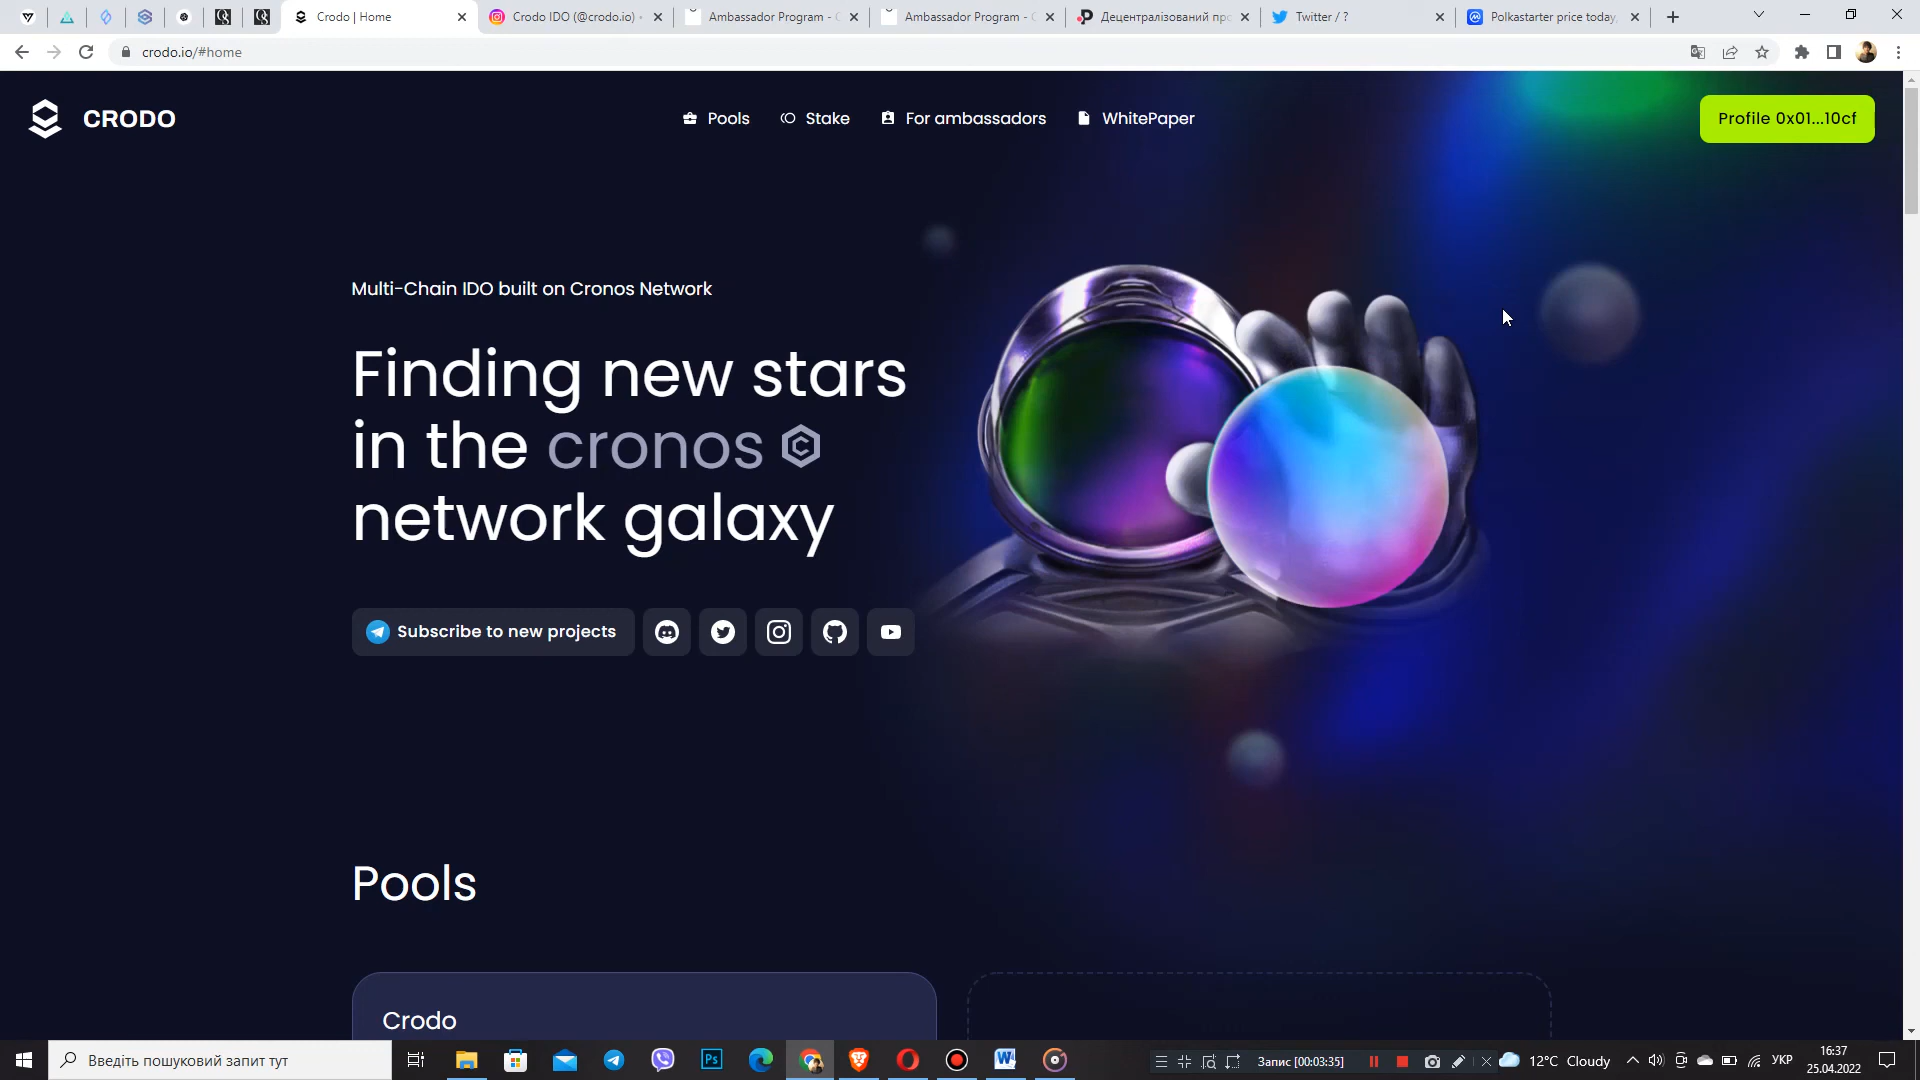 Crodo | Home
Crodo IDO (@crodo.io) •
Ambassador Program -
Ambassador Program -
Децентралізований про
Twitter / ?
Polkastarter price today,
crodo.io/#home
CRODO
Pools
Stake
For ambassadors
WhitePaper
Profile 0x01...10cf
Multi-Chain IDO built on Cronos Network
Finding new stars
in the cronos
network galaxy
Subscribe to new projects
Pools
Crodo
Введіть пошуковий запит тут
Ps
Запис [00:03:35]
12°C Cloudy
УКР
16:37
25.04.2022